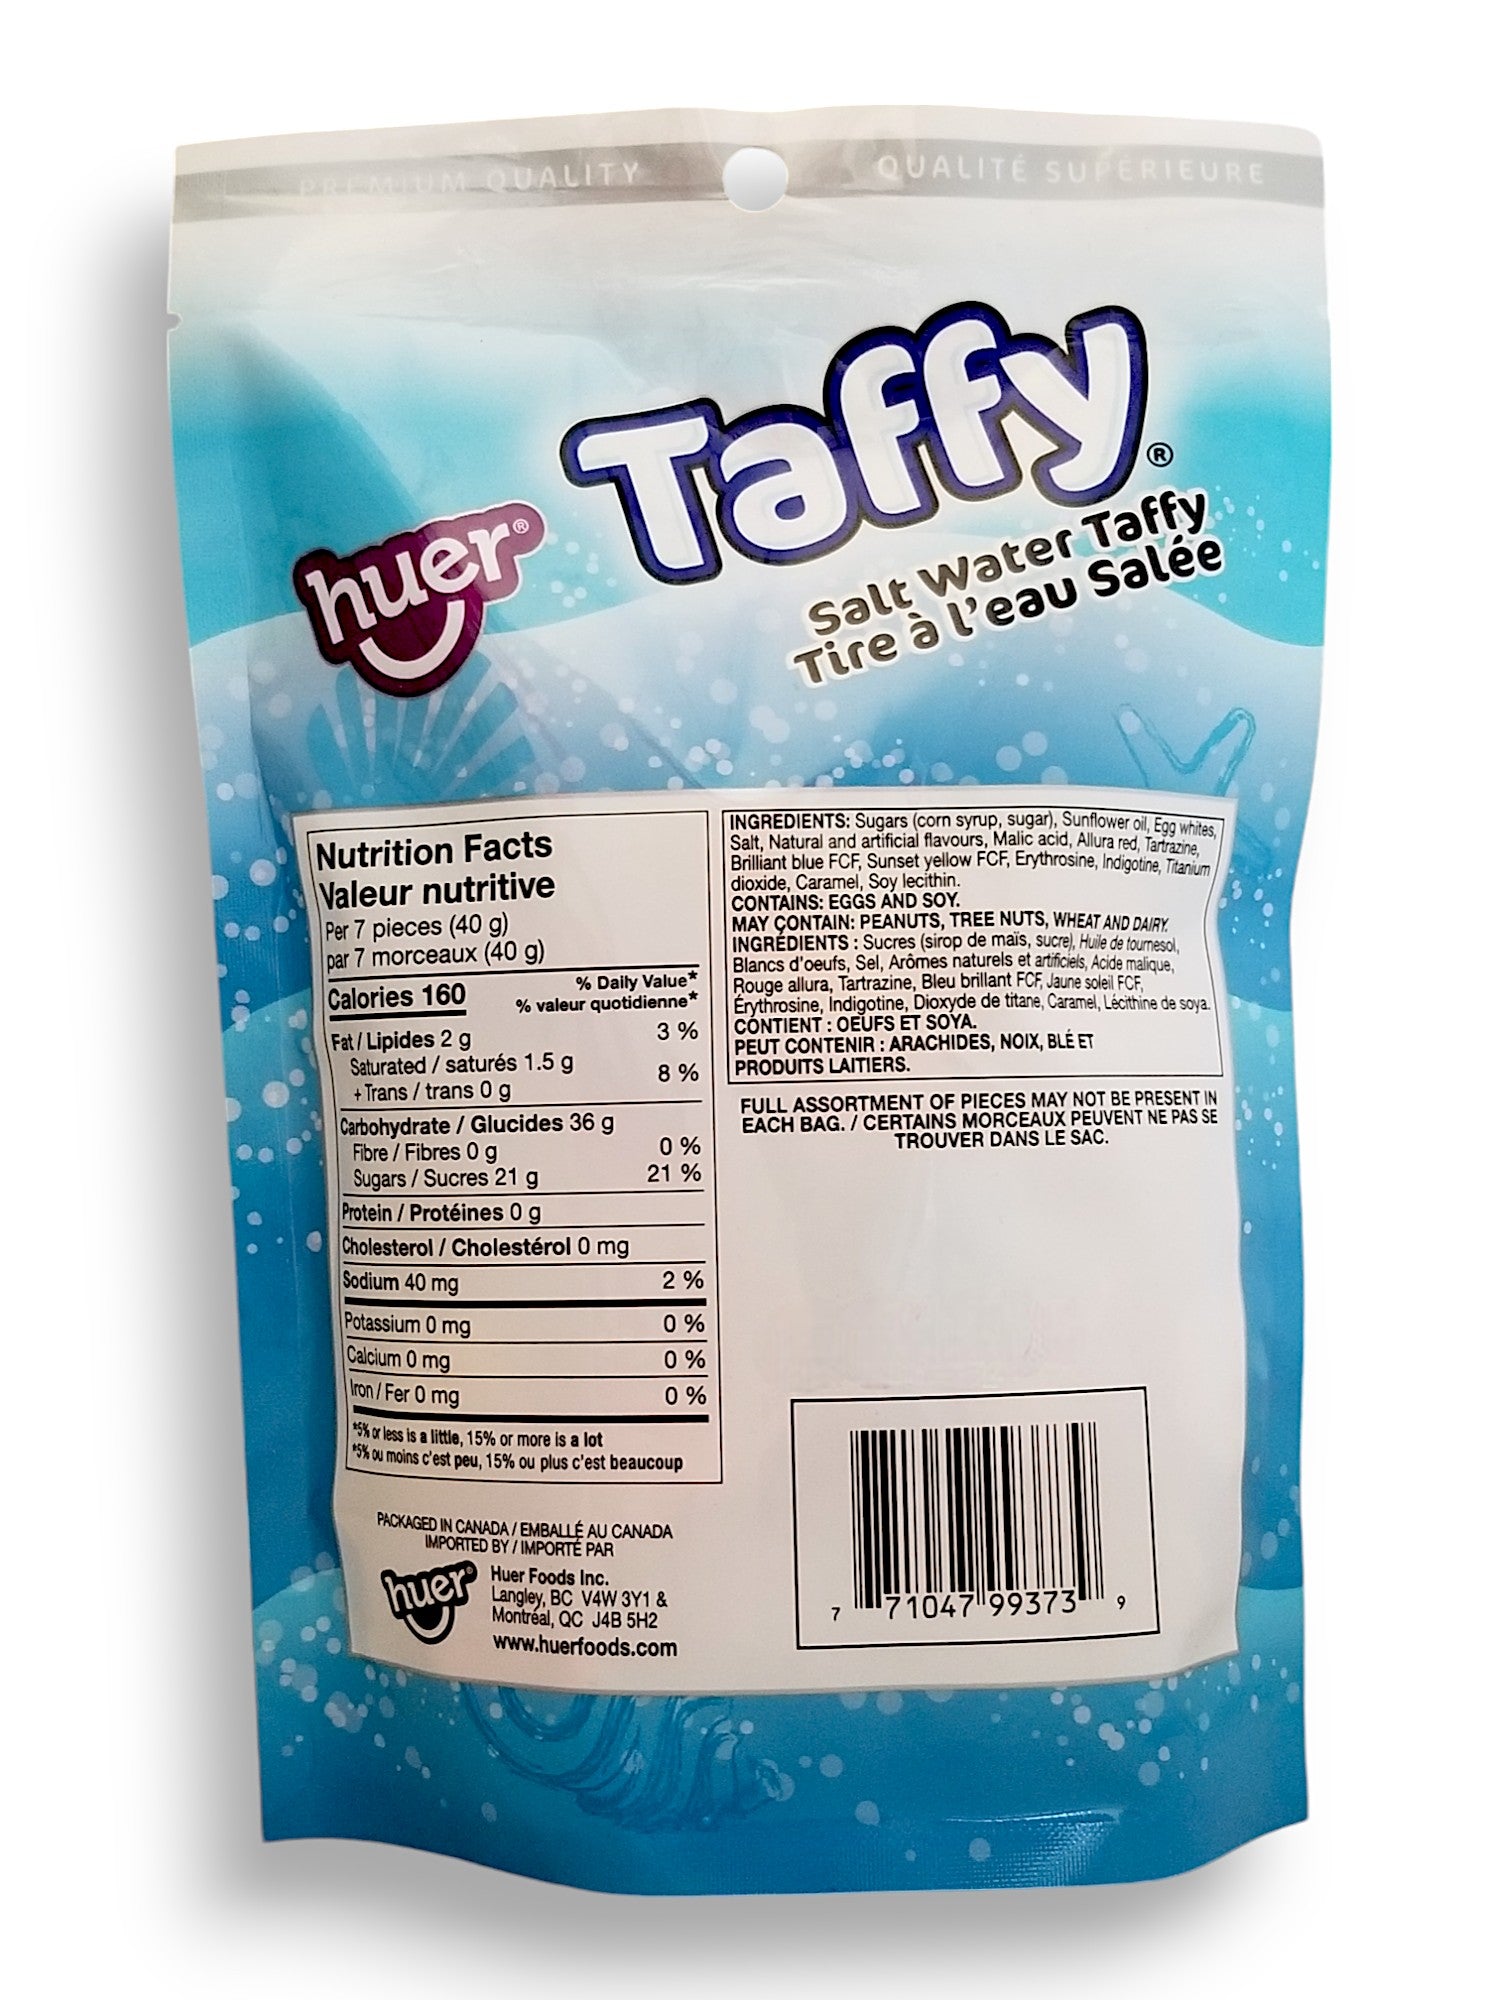 PREMIUM QUALITY
QUALITÉ SUPÉRIEURE
huer®
Taffy®
Salt Water Taffy
Tire à l'eau Salée
Nutrition Facts
Valeur nutritive
Per 7 pieces (40 g)
par 7 morceaux (40 g)
Calories 160
% Daily Value*
% valeur quotidienne*
Fat / Lipides 2 g 3 %
Saturated / saturés 1.5 g
+ Trans / trans 0 g 8 %
Carbohydrate / Glucides 36 g
Fibre / Fibres 0 g 0 %
Sugars / Sucres 21 g 21 %
Protein / Protéines 0 g
Cholesterol / Cholestérol 0 mg
Sodium 40 mg 2 %
Potassium 0 mg 0 %
Calcium 0 mg 0 %
Iron / Fer 0 mg 0 %
*5% or less is a little, 15% or more is a lot
*5% ou moins c'est peu, 15% ou plus c'est beaucoup
INGREDIENTS: Sugars (corn syrup, sugar), Sunflower oil, Egg whites,
Salt, Natural and artificial flavours, Malic acid, Allura red, Tartrazine,
Brilliant blue FCF, Sunset yellow FCF, Erythrosine, Indigotine, Titanium
dioxide, Caramel, Soy lecithin.
CONTAINS: EGGS AND SOY.
MAY CONTAIN: PEANUTS, TREE NUTS, WHEAT AND DAIRY.
INGRÉDIENTS : Sucres (sirop de maïs, sucre), Huile de tournesol,
Blancs d'oeufs, Sel, Arômes naturels et artificiels, Acide malique,
Rouge allura, Tartrazine, Bleu brillant FCF, Jaune soleil FCF,
Érythrosine, Indigotine, Dioxyde de titane, Caramel, Lécithine de soya.
CONTIENT : OEUFS ET SOYA.
PEUT CONTENIR : ARACHIDES, NOIX, BLÉ ET
PRODUITS LAITIERS.
FULL ASSORTMENT OF PIECES MAY NOT BE PRESENT IN
EACH BAG. / CERTAINS MORCEAUX PEUVENT NE PAS SE
TROUVER DANS LE SAC.
PACKAGED IN CANADA / EMBALLÉ AU CANADA
IMPORTED BY / IMPORTÉ PAR
huer®
Huer Foods Inc.
Langley, BC V4W 3Y1 &
Montréal, QC J4B 5H2
www.huerfoods.com
7 71047 99373 9